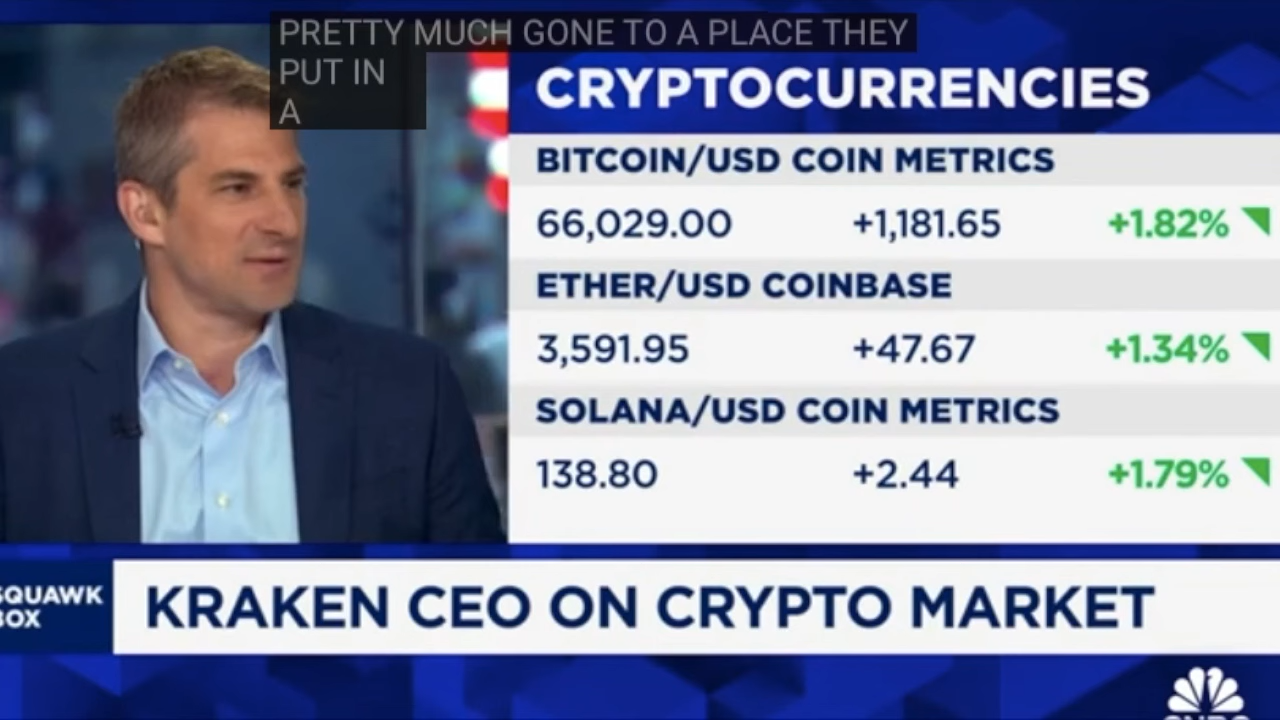 PRETTY MUCH GONE TO A PLACE THEY
PUT IN
A
CRYPTOCURRENCIES
BITCOIN/USD COIN METRICS
66,029.00 +1,181.65 +1.82%
ETHER/USD COINBASE
3,591.95 +47.67 +1.34%
SOLANA/USD COIN METRICS
138.80 +2.44 +1.79%
SQUAWK
BOX
KRAKEN CEO ON CRYPTO MARKET